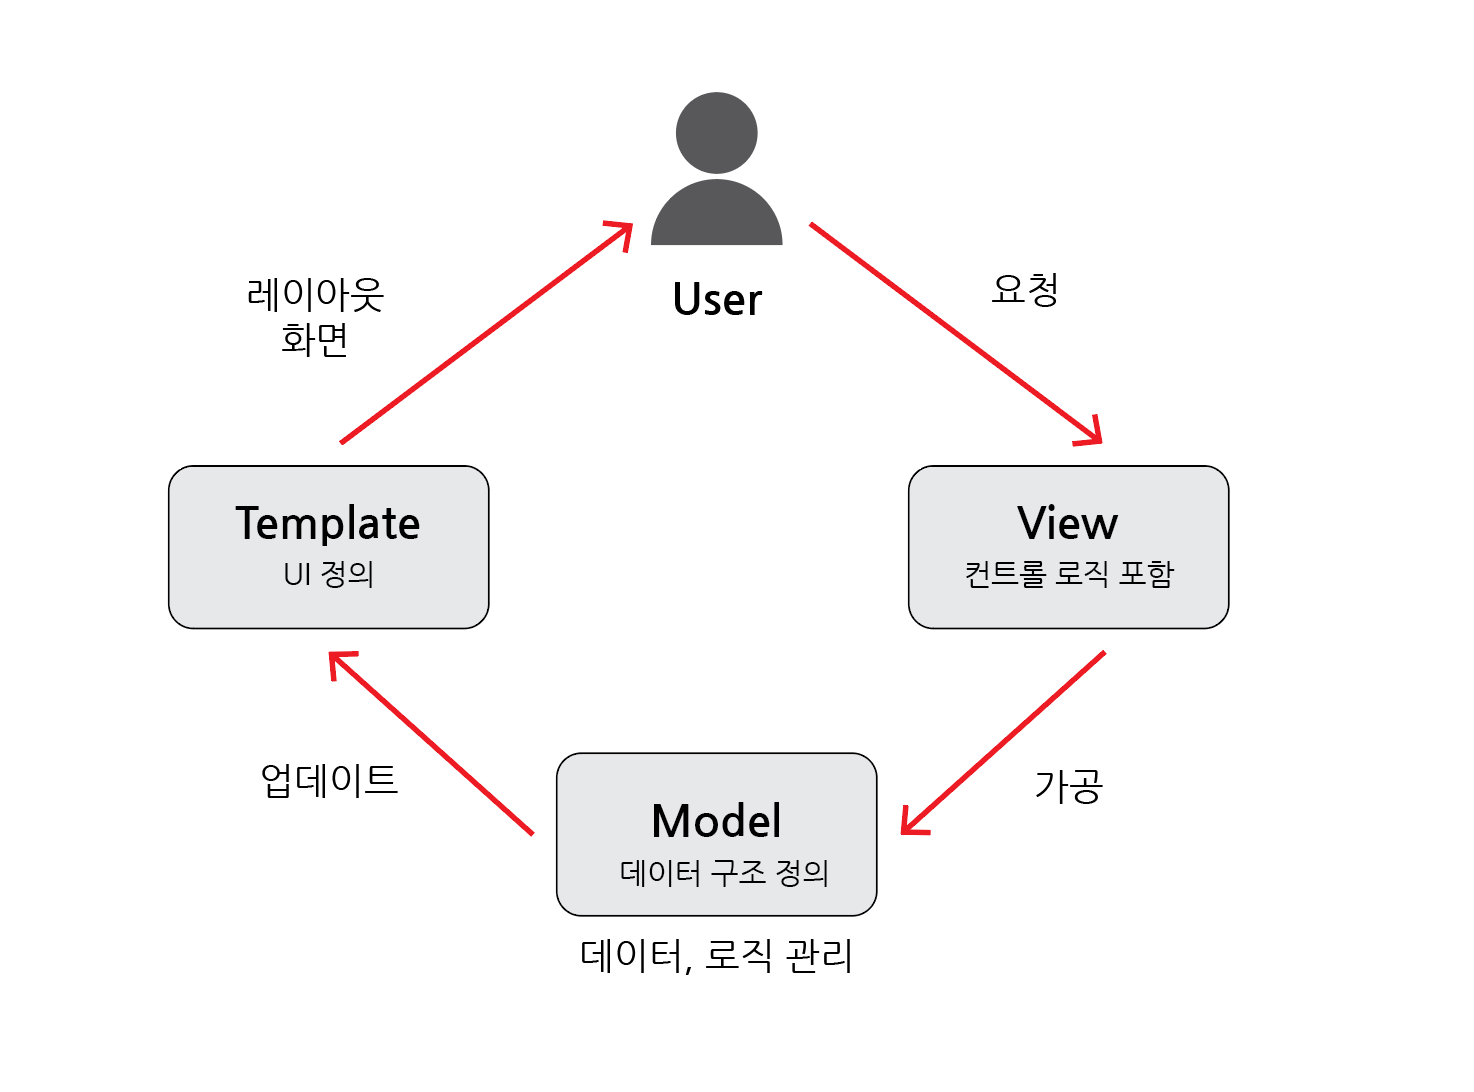 User
레이아웃
화면
요청
Template
UI 정의
View
컨트롤 로직 포함
업데이트
가공
Model
데이터 구조 정의
데이터, 로직 관리